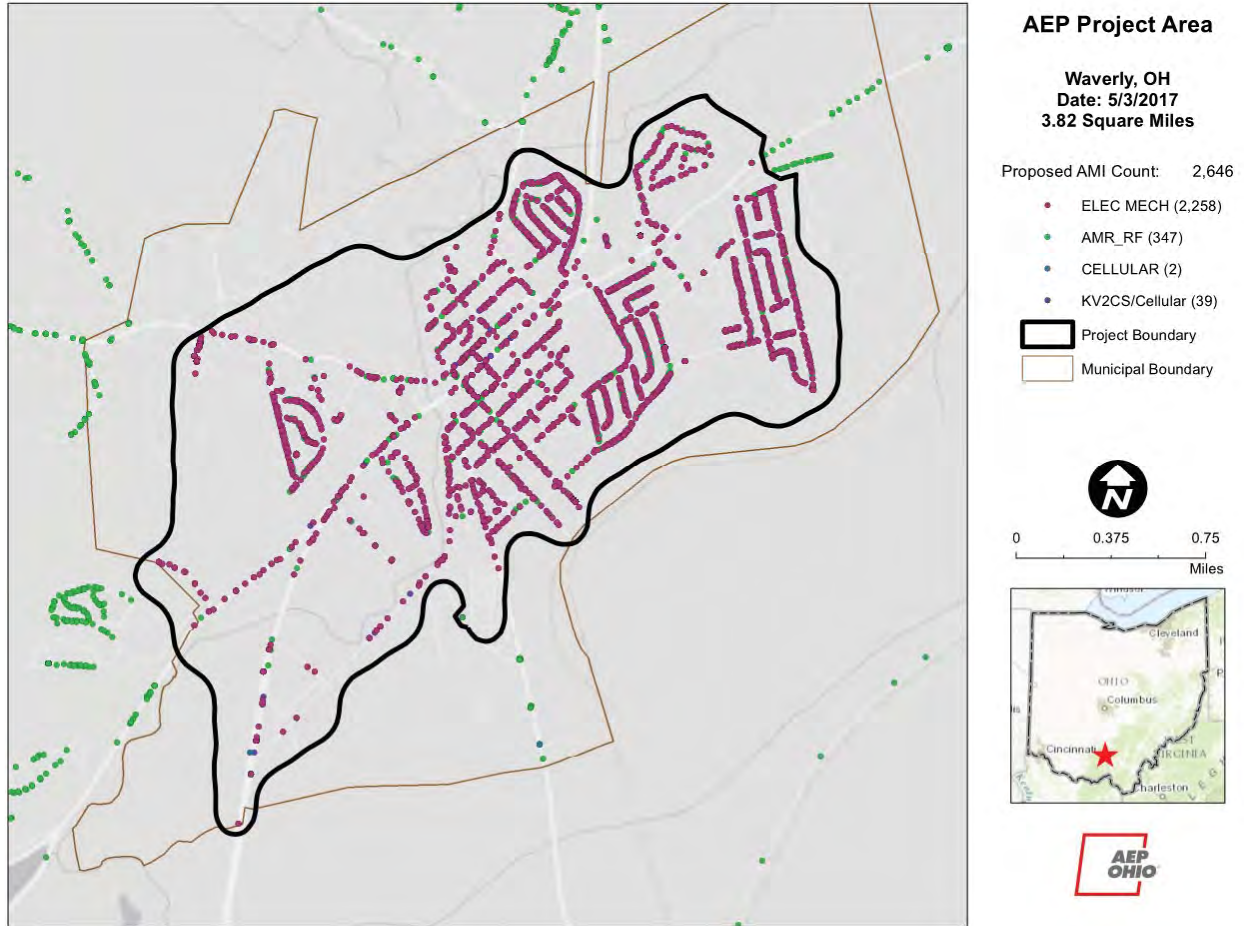 AEP Project Area
Waverly, OH
Date: 5/3/2017
3.82 Square Miles
Proposed AMI Count: 2,646
ELEC MECH (2,258)
AMR_RF (347)
CELLULAR (2)
KV2CS/Cellular (39)
Project Boundary
Municipal Boundary
N
0 0.375 0.75
Miles
Cleveland
OHIO
Columbus
Cincinnati
VIRGINIA
Charleston
AEP
OHIO